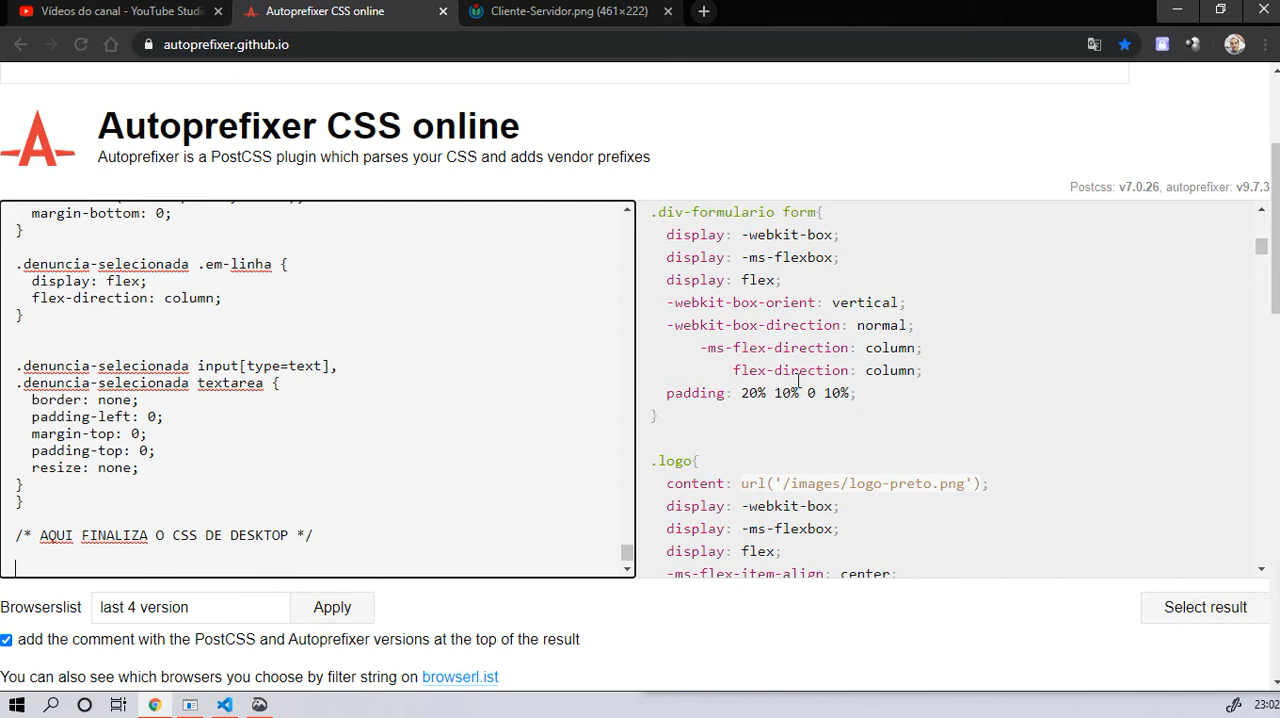 Vídeos do canal - YouTube Studi
Autoprefixer CSS online
Cliente-Servidor.png (461×222)
autoprefixer.github.io
Autoprefixer CSS online
Autoprefixer is a PostCSS plugin which parses your CSS and adds vendor prefixes
Postcss: v7.0.26, autoprefixer: v9.7.3
margin-bottom: 0;
}
.denuncia-selecionada .em-linha {
display: flex;
flex-direction: column;
}
.denuncia-selecionada input[type=text],
.denuncia-selecionada textarea {
border: none;
padding-left: 0;
margin-top: 0;
padding-top: 0;
resize: none;
}
}
/* AQUI FINALIZA O CSS DE DESKTOP */
.div-formulario form{
display: -webkit-box;
display: -ms-flexbox;
display: flex;
-webkit-box-orient: vertical;
-webkit-box-direction: normal;
-ms-flex-direction: column;
flex-direction: column;
padding: 20% 10% 0 10%;
}
.logo{
content: url('/images/logo-preto.png');
display: -webkit-box;
display: -ms-flexbox;
display: flex;
-ms-flex-item-align: center;
Browserslist
last 4 version
Apply
Select result
add the comment with the PostCSS and Autoprefixer versions at the top of the result
You can also see which browsers you choose by filter string on browserl.ist
23:02